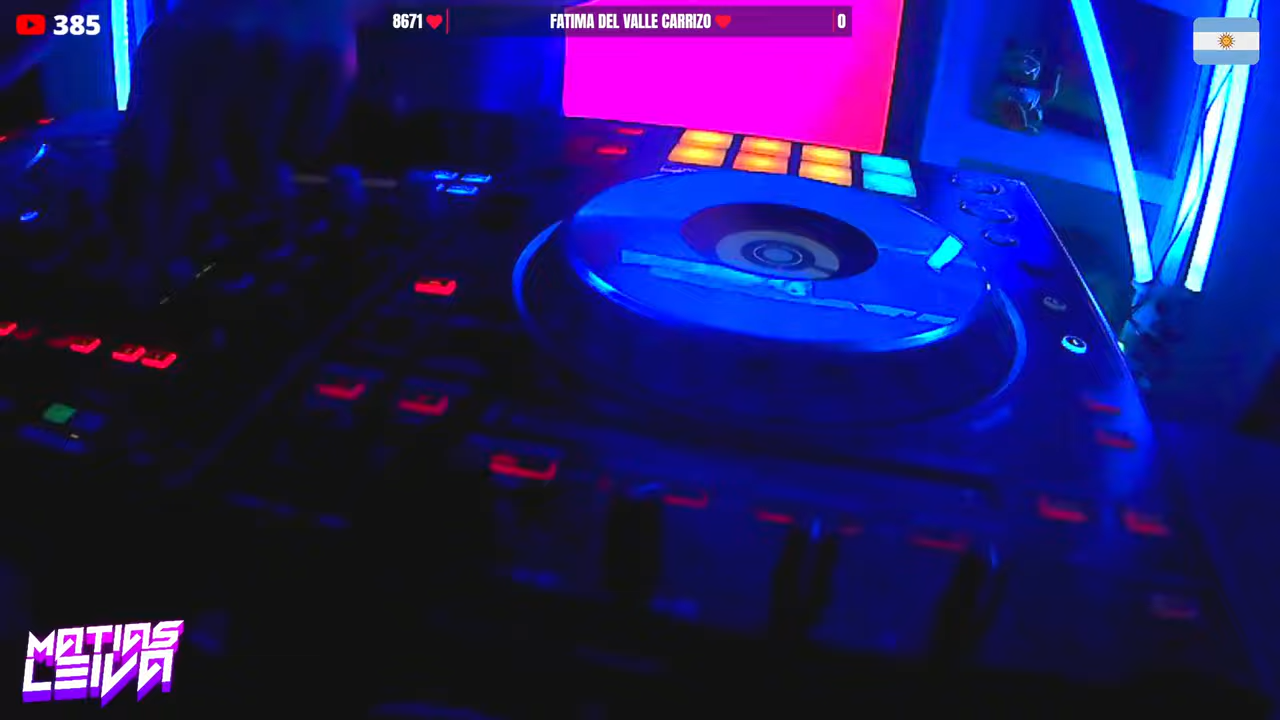 385
8671
FATIMA DEL VALLE CARRIZO
0
MATIAS
LEIVA